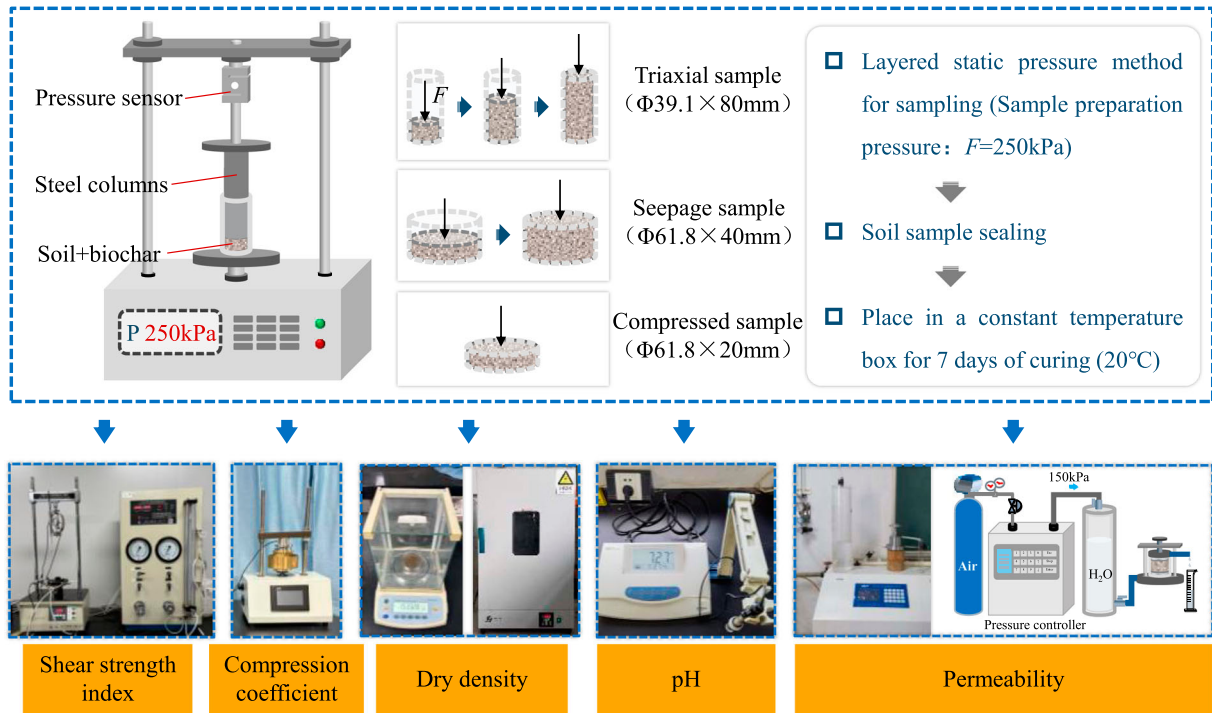 Pressure sensor
Steel columns
Soil+biochar
P 250kPa
F
Triaxial sample
（Φ39.1×80mm）
Seepage sample
（Φ61.8×40mm）
Compressed sample
（Φ61.8×20mm）
Layered static pressure method
for sampling (Sample preparation
pressure：F=250kPa)
Soil sample sealing
Place in a constant temperature
box for 7 days of curing (20℃)
150kPa
Air
H₂O
Pressure controller
Shear strength
index
Compression
coefficient
Dry density
pH
Permeability